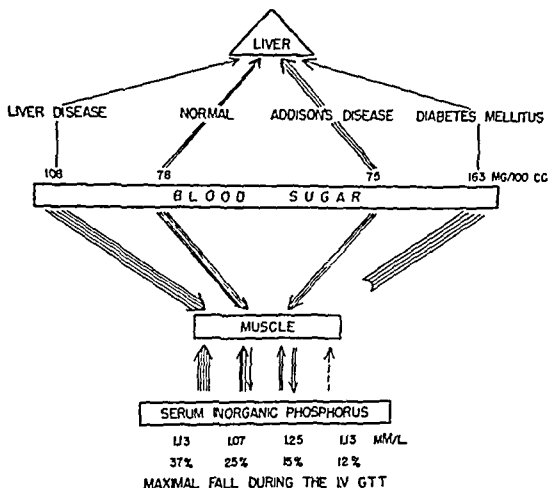 LIVER
LIVER DISEASE NORMAL ADDISON'S DISEASE DIABETES MELLITUS
108 78 75 163 MG/100 CC
BLOOD SUGAR
MUSCLE
SERUM INORGANIC PHOSPHORUS
1.13 1.07 1.25 1.13 MM/L
37% 25% 15% 12%
MAXIMAL FALL DURING THE I.V GTT